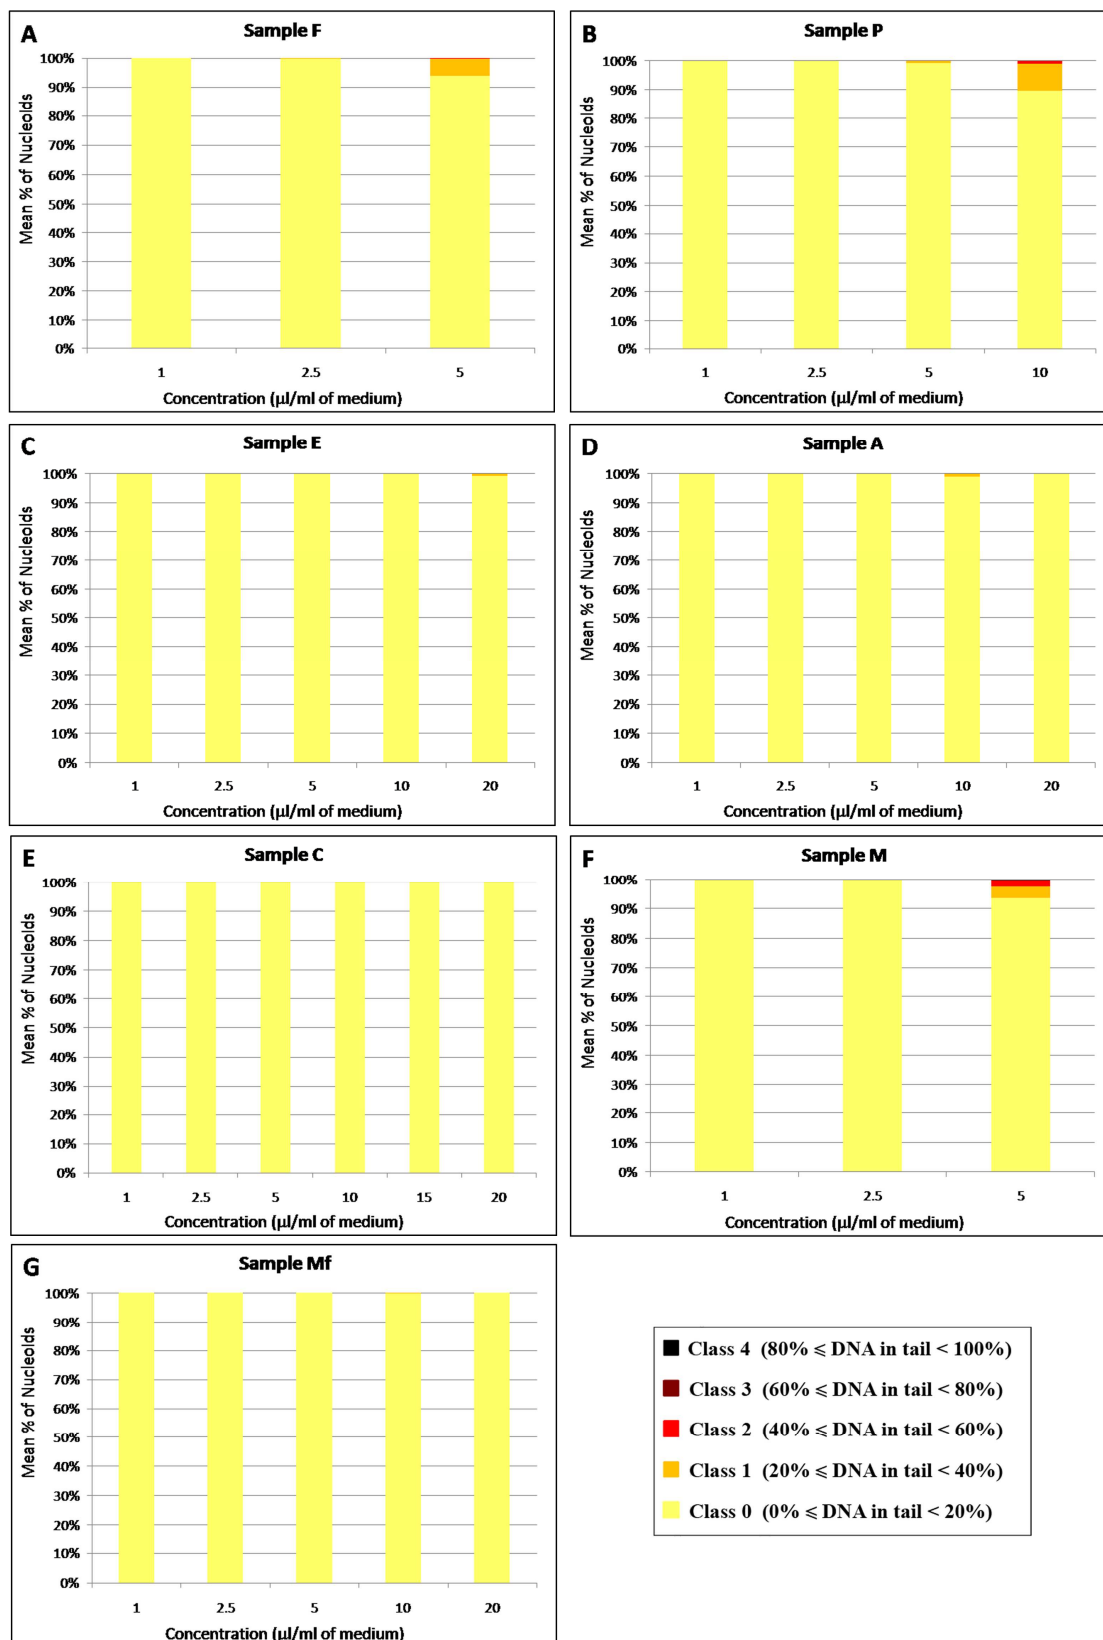 A
Sample F
Mean % of Nucleoids
100%
90%
80%
70%
60%
50%
40%
30%
20%
10%
0%
1 2.5 5
Concentration (µl/ml of medium)
B
Sample P
Mean % of Nucleoids
100%
90%
80%
70%
60%
50%
40%
30%
20%
10%
0%
1 2.5 5 10
Concentration (µl/ml of medium)
C
Sample E
Mean % of Nucleoids
100%
90%
80%
70%
60%
50%
40%
30%
20%
10%
0%
1 2.5 5 10 20
Concentration (µl/ml of medium)
D
Sample A
Mean % of Nucleoids
100%
90%
80%
70%
60%
50%
40%
30%
20%
10%
0%
1 2.5 5 10 20
Concentration (µl/ml of medium)
E
Sample C
Mean % of Nucleoids
100%
90%
80%
70%
60%
50%
40%
30%
20%
10%
0%
1 2.5 5 10 15 20
Concentration (µl/ml of medium)
F
Sample M
Mean % of Nucleoids
100%
90%
80%
70%
60%
50%
40%
30%
20%
10%
0%
1 2.5 5
Concentration (µl/ml of medium)
G
Sample Mf
Mean % of Nucleoids
100%
90%
80%
70%
60%
50%
40%
30%
20%
10%
0%
1 2.5 5 10 20
Concentration (µl/ml of medium)
Class 4 (80% ⩽ DNA in tail < 100%)
Class 3 (60% ⩽ DNA in tail < 80%)
Class 2 (40% ⩽ DNA in tail < 60%)
Class 1 (20% ⩽ DNA in tail < 40%)
Class 0 (0% ⩽ DNA in tail < 20%)